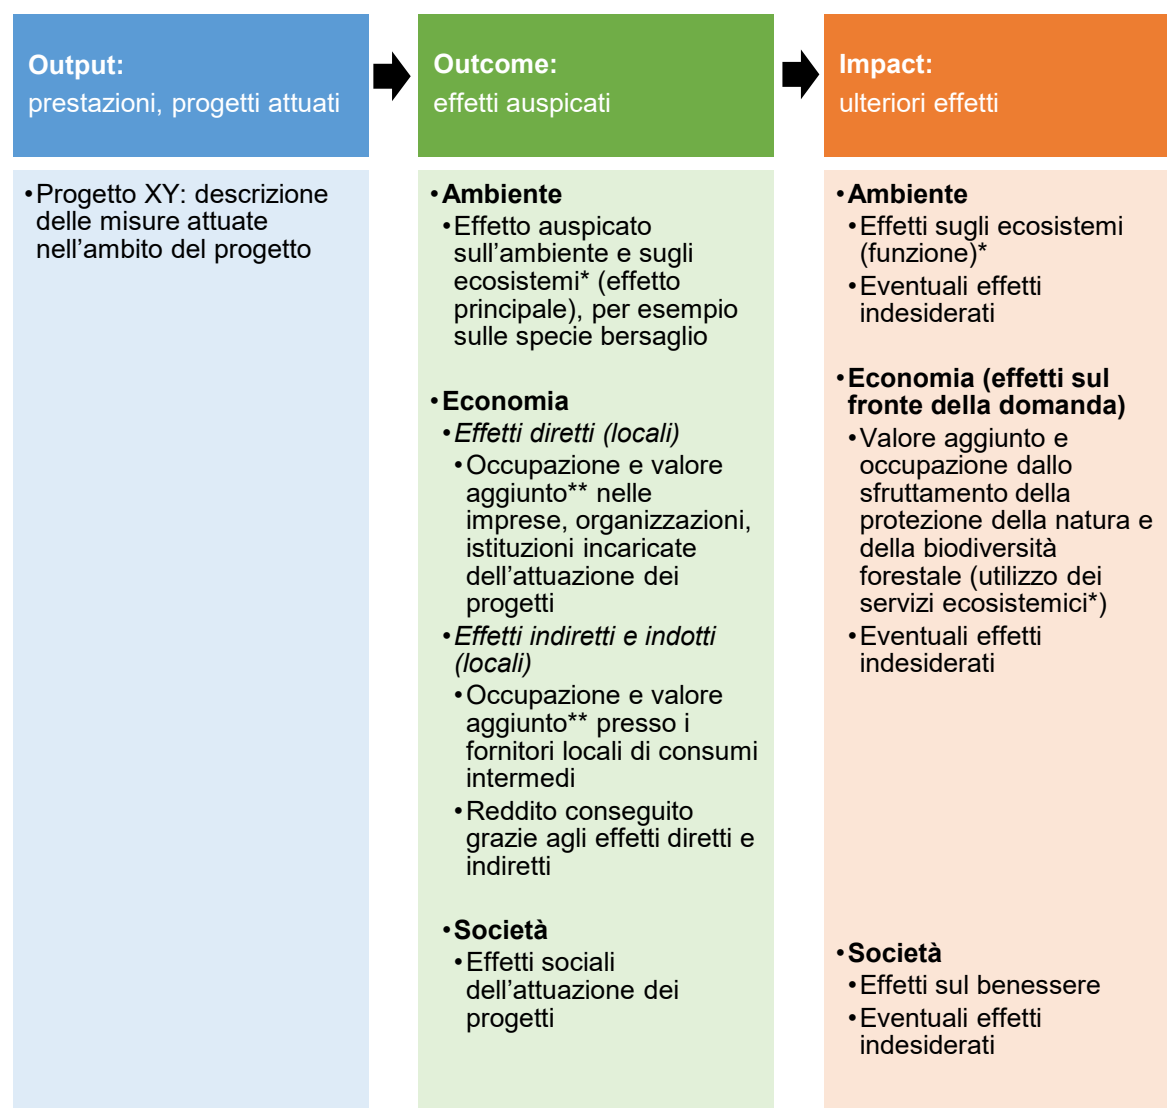 Output:
prestazioni, progetti attuati
•Progetto XY: descrizione
delle misure attuate
nell’ambito del progetto
Outcome:
effetti auspicati
•Ambiente
•Effetto auspicato
sull’ambiente e sugli
ecosistemi* (effetto
principale), per esempio
sulle specie bersaglio
•Economia
•Effetti diretti (locali)
•Occupazione e valore
aggiunto** nelle
imprese, organizzazioni,
istituzioni incaricate
dell’attuazione dei
progetti
•Effetti indiretti e indotti
(locali)
•Occupazione e valore
aggiunto** presso i
fornitori locali di consumi
intermedi
•Reddito conseguito
grazie agli effetti diretti e
indiretti
•Società
•Effetti sociali
dell’attuazione dei
progetti
Impact:
ulteriori effetti
•Ambiente
•Effetti sugli ecosistemi
(funzione)*
•Eventuali effetti
indesiderati
•Economia (effetti sul
fronte della domanda)
•Valore aggiunto e
occupazione dallo
sfruttamento della
protezione della natura e
della biodiversità
forestale (utilizzo dei
servizi ecosistemici*)
•Eventuali effetti
indesiderati
•Società
•Effetti sul benessere
•Eventuali effetti
indesiderati